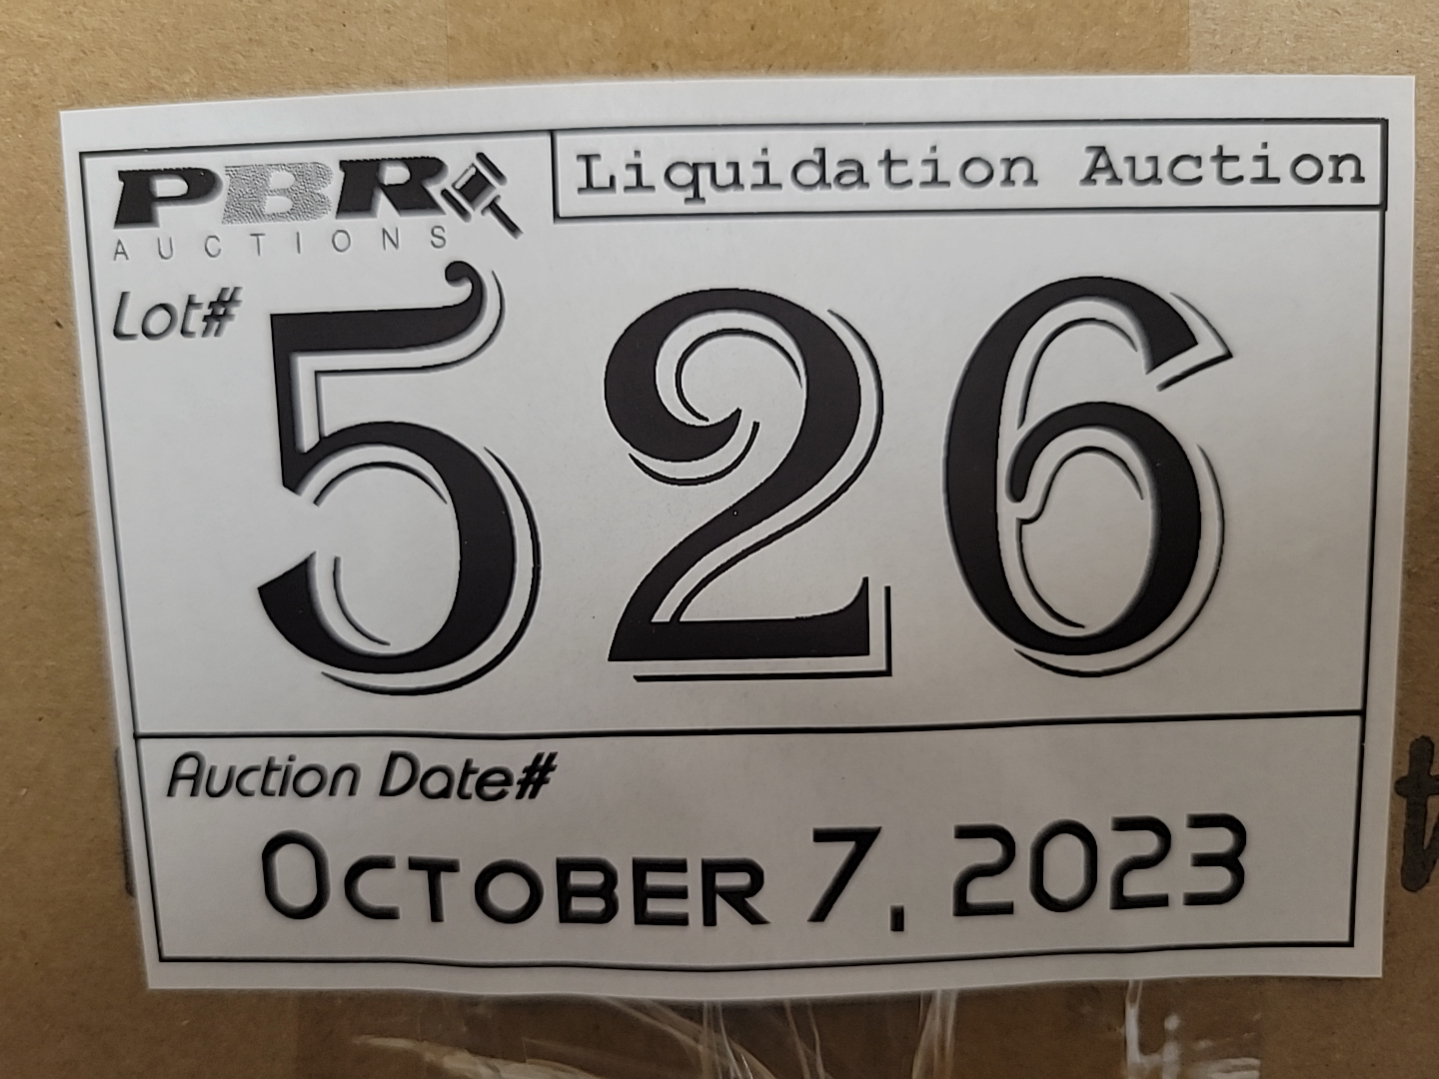 PBR
AUCTIONS
Liquidation Auction
Lot#
526
Auction Date#
October 7, 2023